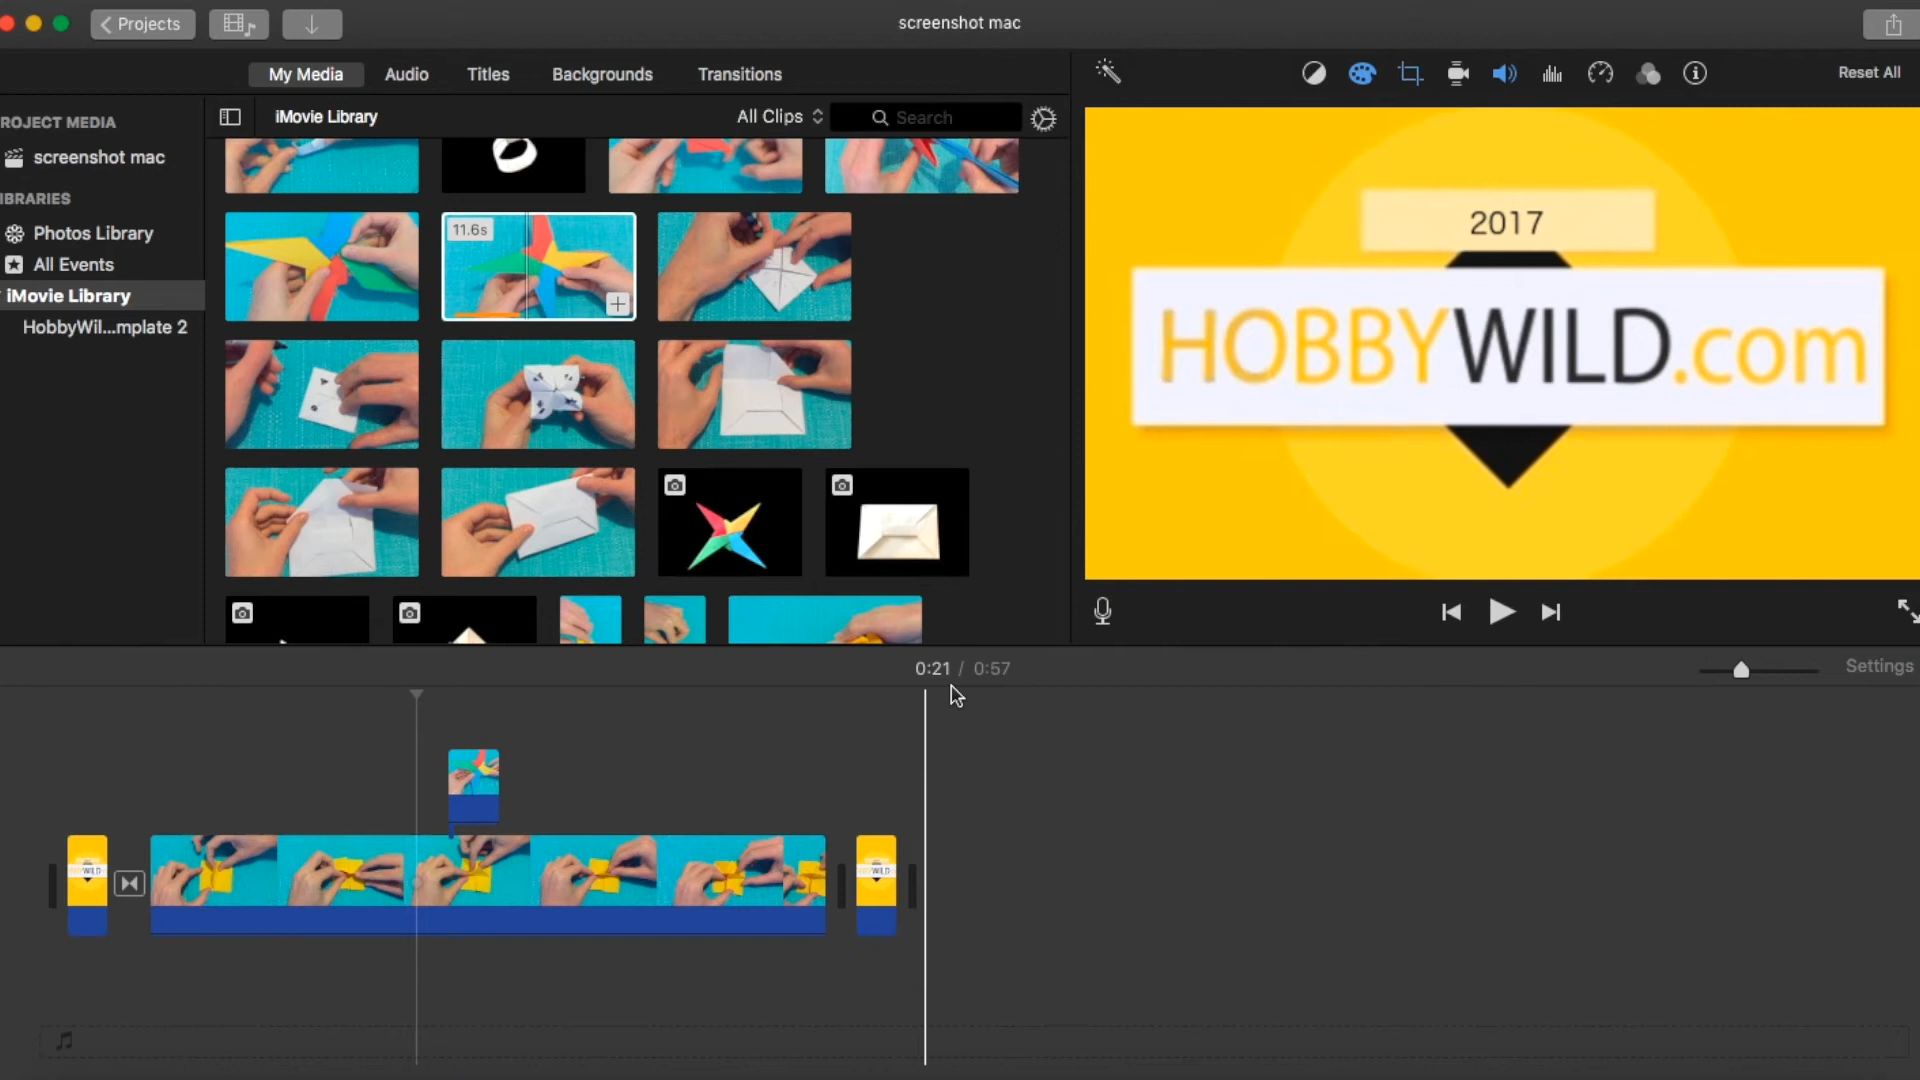 Projects
screenshot mac
My Media
Audio
Titles
Backgrounds
Transitions
Reset All
ROJECT MEDIA
iMovie Library
All Clips
Search
screenshot mac
IBRARIES
Photos Library
All Events
iMovie Library
HobbyWil...mplate 2
11.6s
2017
HOBBYWILD.com
0:21 / 0:57
Settings
WILD
WILD